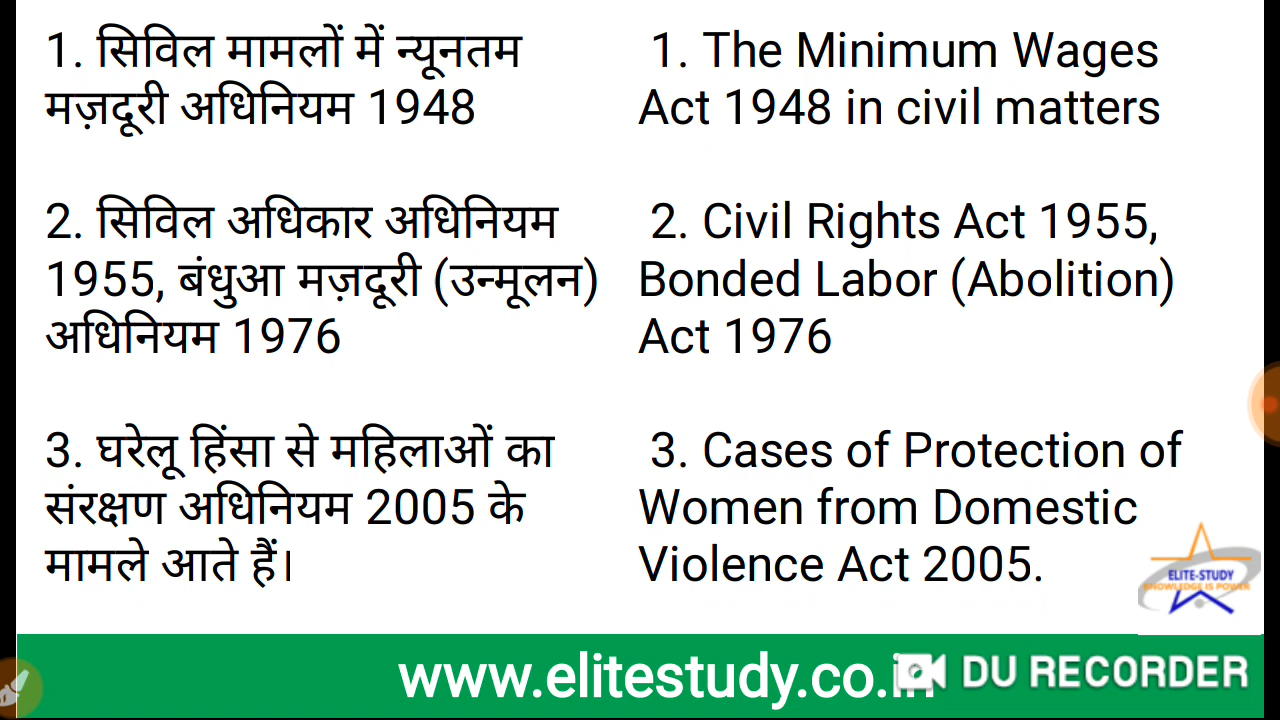 1. सिविल मामलों में न्यूनतम
मज़दूरी अधिनियम 1948
2. सिविल अधिकार अधिनियम
1955, बंधुआ मज़दूरी (उन्मूलन)
अधिनियम 1976
3. घरेलू हिंसा से महिलाओं का
संरक्षण अधिनियम 2005 के
मामले आते हैं।
1. The Minimum Wages
Act 1948 in civil matters
2. Civil Rights Act 1955,
Bonded Labor (Abolition)
Act 1976
3. Cases of Protection of
Women from Domestic
Violence Act 2005.
ELITE-STUDY
KNOWLEDGE IS POWER
www.elitestudy.co.in
DU RECORDER